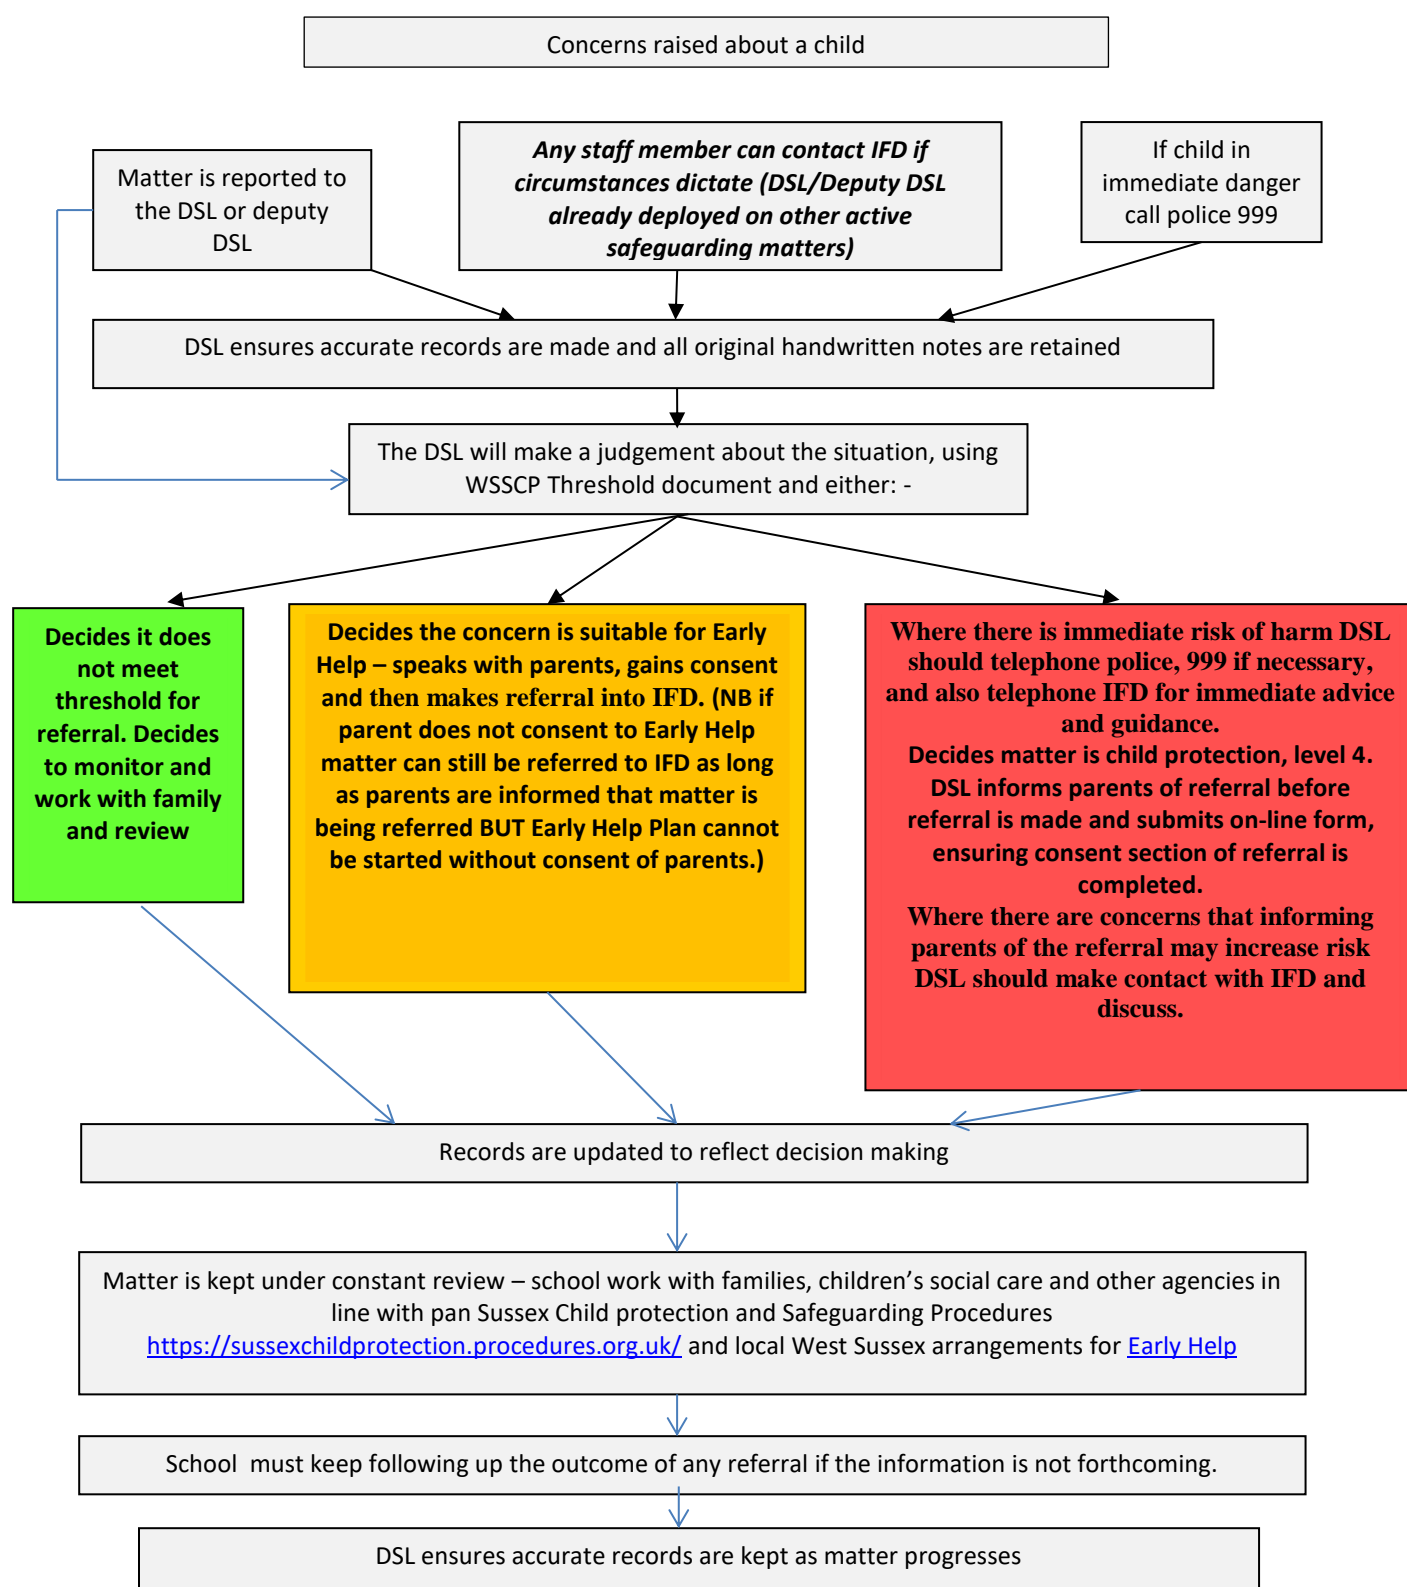 Concerns raised about a child
Matter is reported to
the DSL or deputy
DSL
Any staff member can contact IFD if
circumstances dictate (DSL/Deputy DSL
already deployed on other active
safeguarding matters)
If child in
immediate danger
call police 999
DSL ensures accurate records are made and all original handwritten notes are retained
The DSL will make a judgement about the situation, using
WSSCP Threshold document and either: -
Decides it does
not meet
threshold for
referral. Decides
to monitor and
work with family
and review
Decides the concern is suitable for Early
Help – speaks with parents, gains consent
and then makes referral into IFD. (NB if
parent does not consent to Early Help
matter can still be referred to IFD as long
as parents are informed that matter is
being referred BUT Early Help Plan cannot
be started without consent of parents.)
Where there is immediate risk of harm DSL
should telephone police, 999 if necessary,
and also telephone IFD for immediate advice
and guidance.
Decides matter is child protection, level 4.
DSL informs parents of referral before
referral is made and submits on-line form,
ensuring consent section of referral is
completed.
Where there are concerns that informing
parents of the referral may increase risk
DSL should make contact with IFD and
discuss.
Records are updated to reflect decision making
Matter is kept under constant review – school work with families, children’s social care and other agencies in
line with pan Sussex Child protection and Safeguarding Procedures
https://sussexchildprotection.procedures.org.uk/ and local West Sussex arrangements for Early Help
School  must keep following up the outcome of any referral if the information is not forthcoming.
DSL ensures accurate records are kept as matter progresses